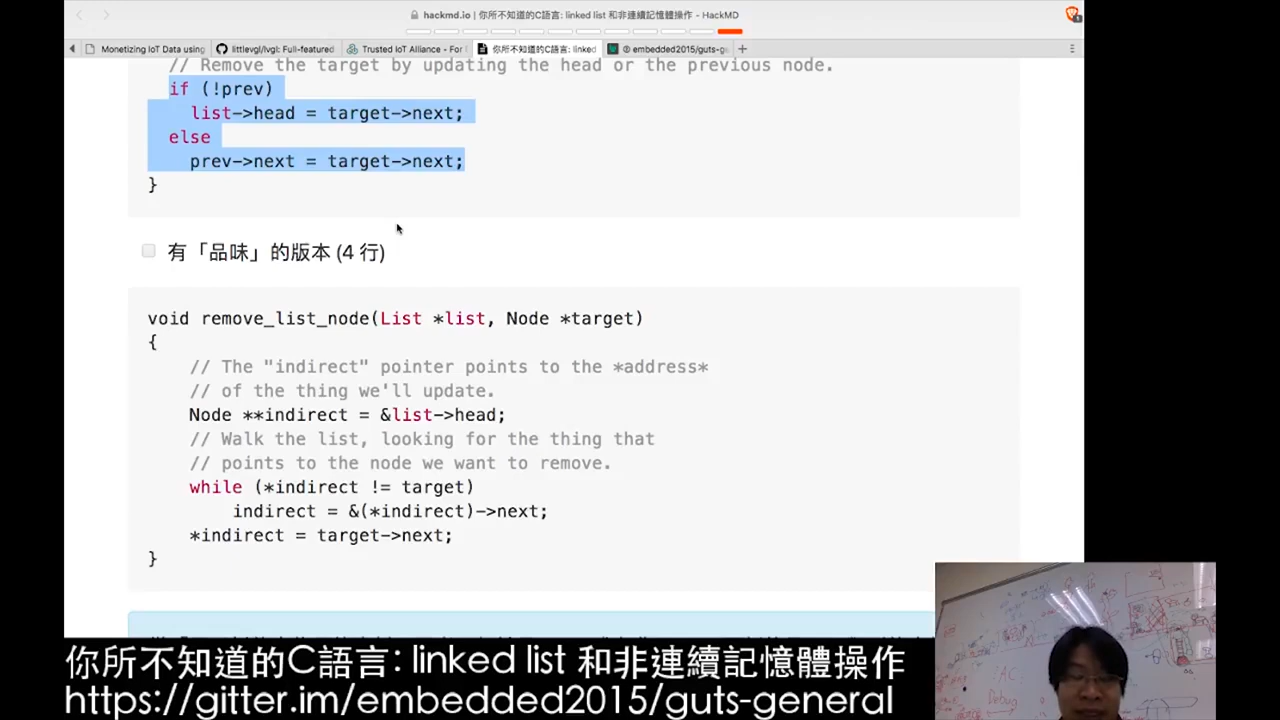 hackmd.io | 你所不知道的C語言: linked list 和非連續記憶體操作 - HackMD
Monetizing IoT Data using
littlevgl/lvgl: Full-featured
Trusted IoT Alliance - For
你所不知道的C語言: linked
embedded2015/guts-ge
// Remove the target by updating the head or the previous node.
if (!prev)
list->head = target->next;
else
prev->next = target->next;
}
有「品味」的版本 (4 行)
void remove_list_node(List *list, Node *target)
{
// The "indirect" pointer points to the *address*
// of the thing we'll update.
Node **indirect = &list->head;
// Walk the list, looking for the thing that
// points to the node we want to remove.
while (*indirect != target)
indirect = &(*indirect)->next;
*indirect = target->next;
}
你所不知道的C語言: linked list 和非連續記憶體操作
https://gitter.im/embedded2015/guts-general